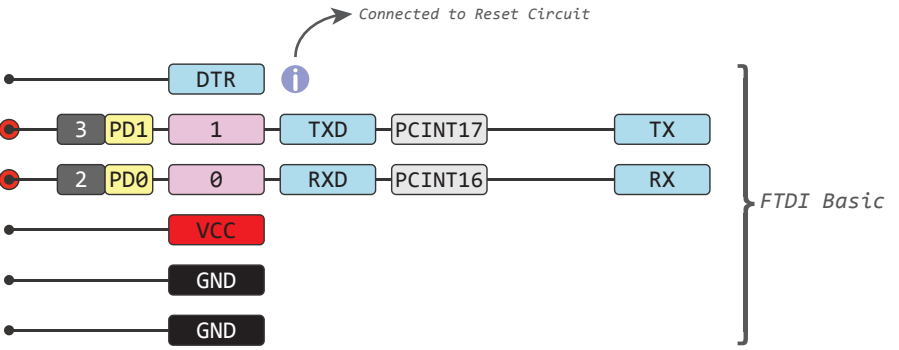 Connected to Reset Circuit
DTR i
3 PD1 1 TXD PCINT17 TX
2 PD0 0 RXD PCINT16 RX
FTDI Basic
VCC
GND
GND